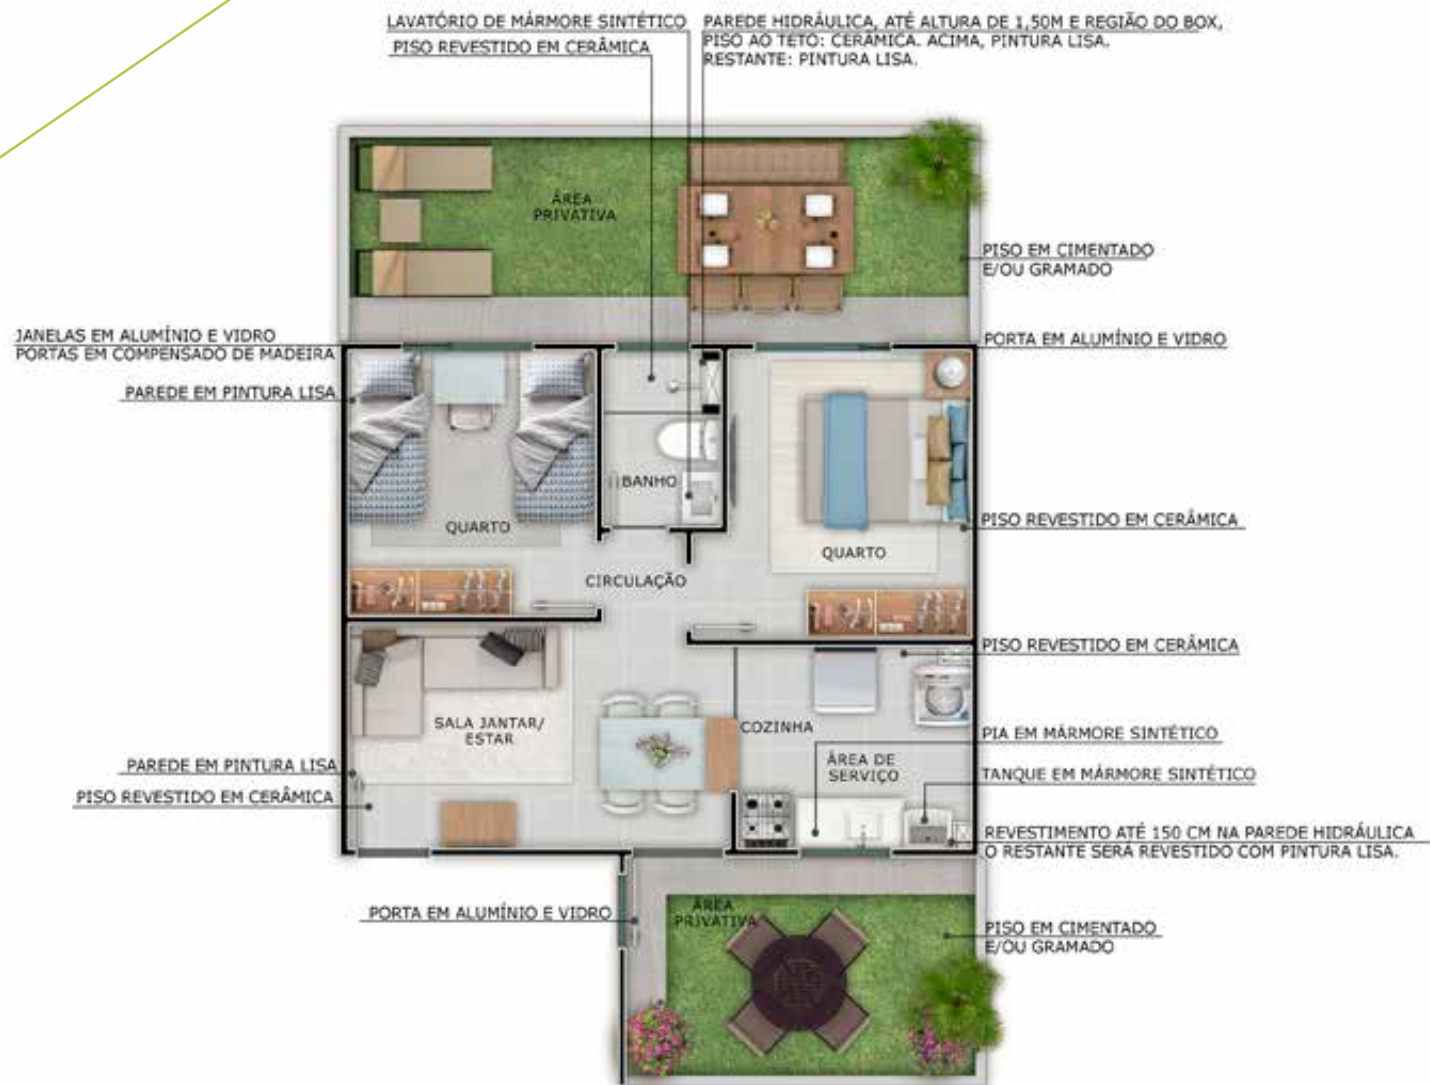 LAVATÓRIO DE MÁRMORE SINTÉTICO
PISO REVESTIDO EM CERÂMICA
PAREDE HIDRÁULICA, ATÉ ALTURA DE 1,50M E REGIÃO DO BOX,
PISO AO TETO: CERÂMICA. ACIMA, PINTURA LISA.
RESTANTE: PINTURA LISA.
ÁREA
PRIVATIVA
PISO EM CIMENTADO
E/OU GRAMADO
JANELAS EM ALUMÍNIO E VIDRO
PORTAS EM COMPENSADO DE MADEIRA
PORTA EM ALUMÍNIO E VIDRO
PAREDE EM PINTURA LISA
BANHO
QUARTO
PISO REVESTIDO EM CERÂMICA
QUARTO
CIRCULAÇÃO
PISO REVESTIDO EM CERÂMICA
SALA JANTAR/
ESTAR
COZINHA
PIA EM MÁRMORE SINTÉTICO
ÁREA DE
SERVIÇO
PAREDE EM PINTURA LISA
TANQUE EM MÁRMORE SINTÉTICO
PISO REVESTIDO EM CERÂMICA
REVESTIMENTO ATÉ 150 CM NA PAREDE HIDRÁULICA
O RESTANTE SERÁ REVESTIDO COM PINTURA LISA.
PORTA EM ALUMÍNIO E VIDRO
ÁREA
PRIVATIVA
PISO EM CIMENTADO
E/OU GRAMADO